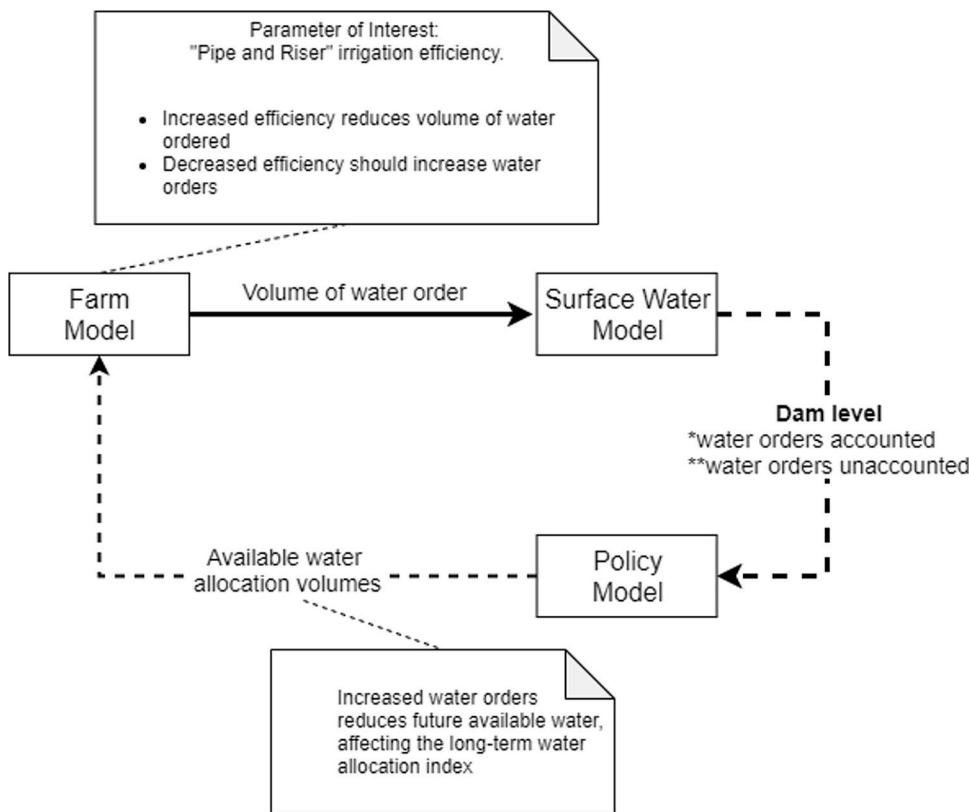 Parameter of Interest:
"Pipe and Riser" irrigation efficiency.
• Increased efficiency reduces volume of water
ordered
• Decreased efficiency should increase water
orders
Farm
Model
Volume of water order
Surface Water
Model
Dam level
*water orders accounted
**water orders unaccounted
Available water
allocation volumes
Policy
Model
Increased water orders
reduces future available water,
affecting the long-term water
allocation index